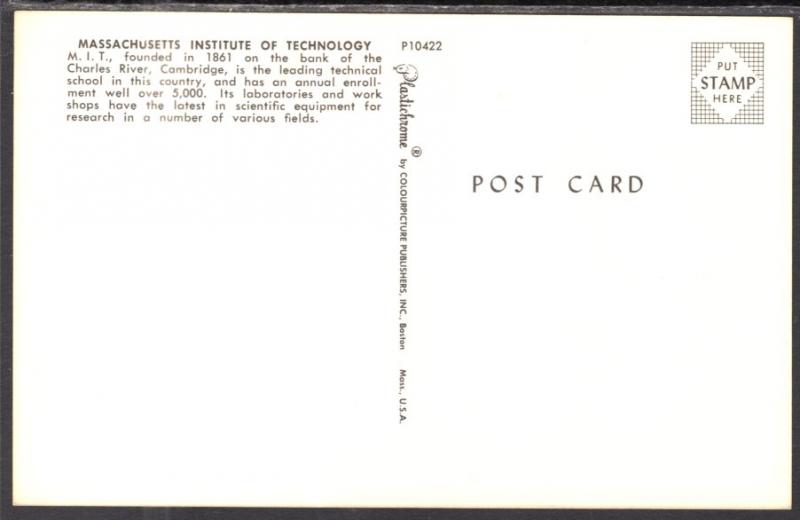 MASSACHUSETTS INSTITUTE OF TECHNOLOGY
M. I. T., founded in 1861 on the bank of the
Charles River, Cambridge, is the leading technical
school in this country, and has an annual enroll-
ment well over 5,000. Its laboratories and work
shops have the latest in scientific equipment for
research in a number of various fields.
P10422
Plastichrome ® by COLOURPICTURE PUBLISHERS, INC., Boston Mass., U.S.A.
PUT
STAMP
HERE
POST CARD